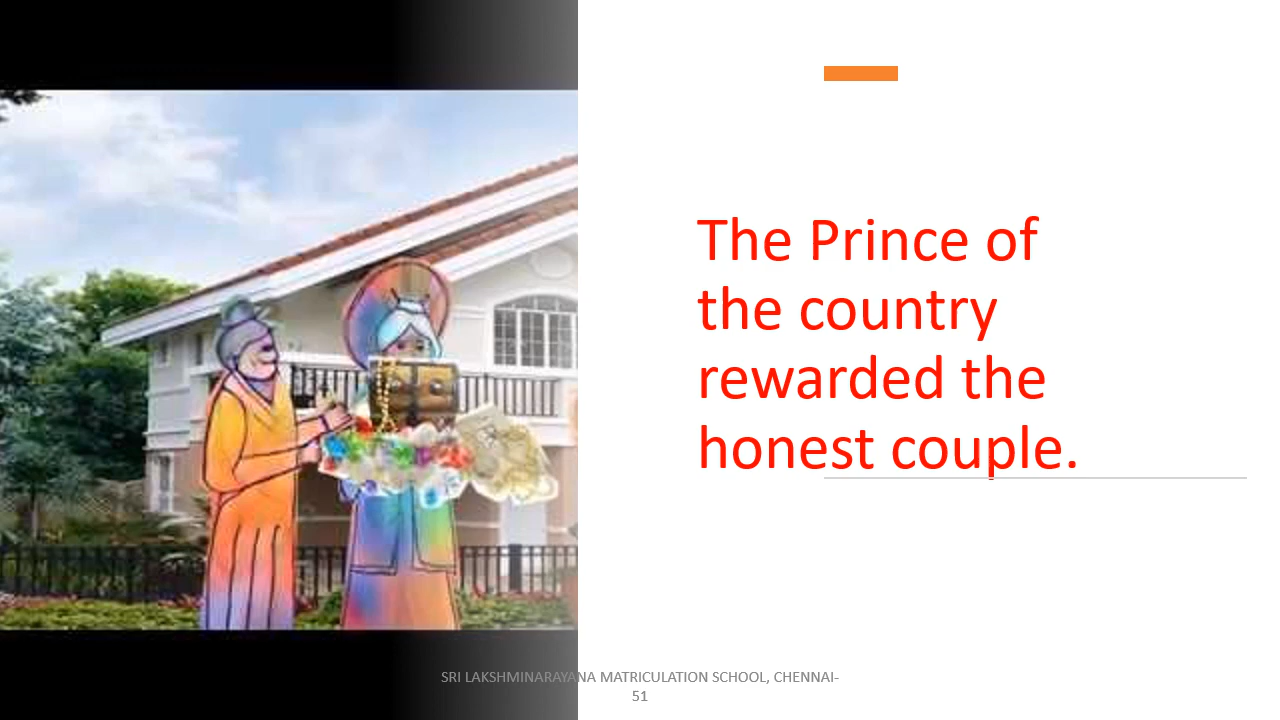 The Prince of
the country
rewarded the
honest couple.
SRI LAKSHMINARAYANA MATRICULATION SCHOOL, CHENNAI-
51